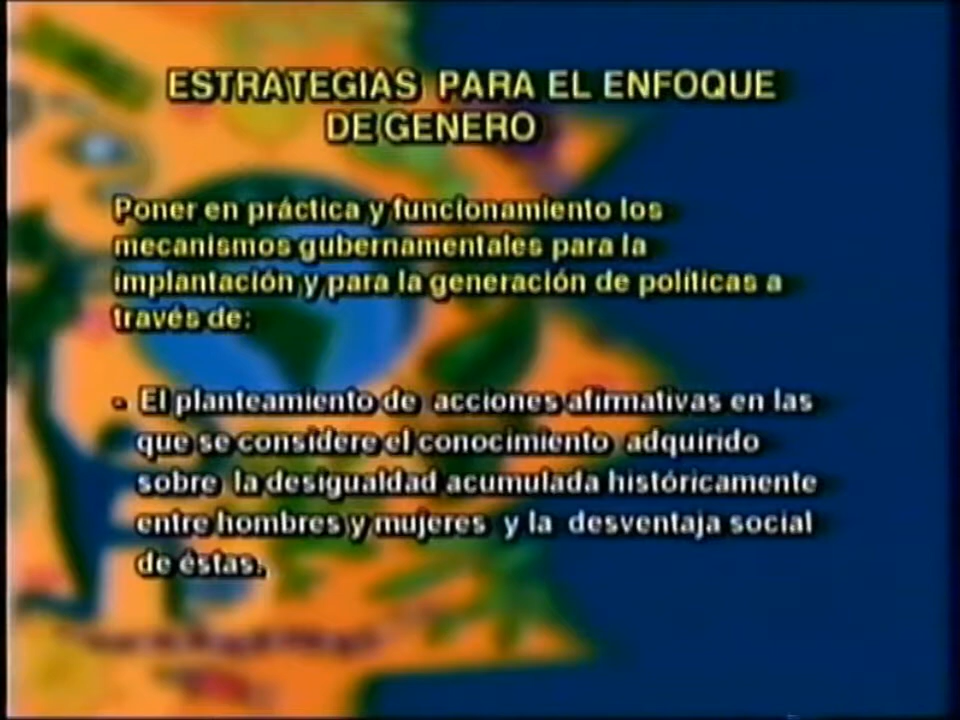 ESTRATEGIAS PARA EL ENFOQUE
DE GENERO
Poner en práctica y funcionamiento los
mecanismos gubernamentales para la
implantación y para la generación de políticas a
través de:
- El planteamiento de acciones afirmativas en las
que se considere el conocimiento adquirido
sobre la desigualdad acumulada históricamente
entre hombres y mujeres y la desventaja social
de éstas.